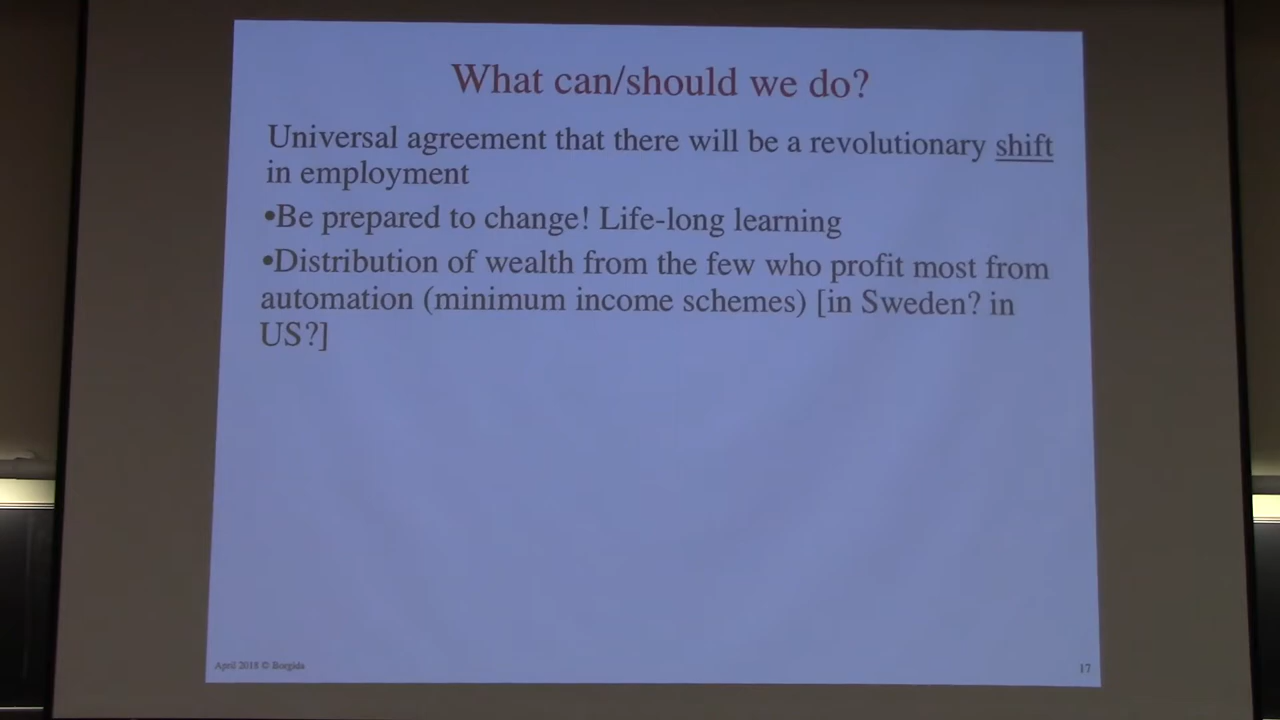 What can/should we do?
Universal agreement that there will be a revolutionary shift
in employment
•Be prepared to change! Life-long learning
•Distribution of wealth from the few who profit most from
automation (minimum income schemes) [in Sweden? in
US?]
April 2018 © Borgida
17